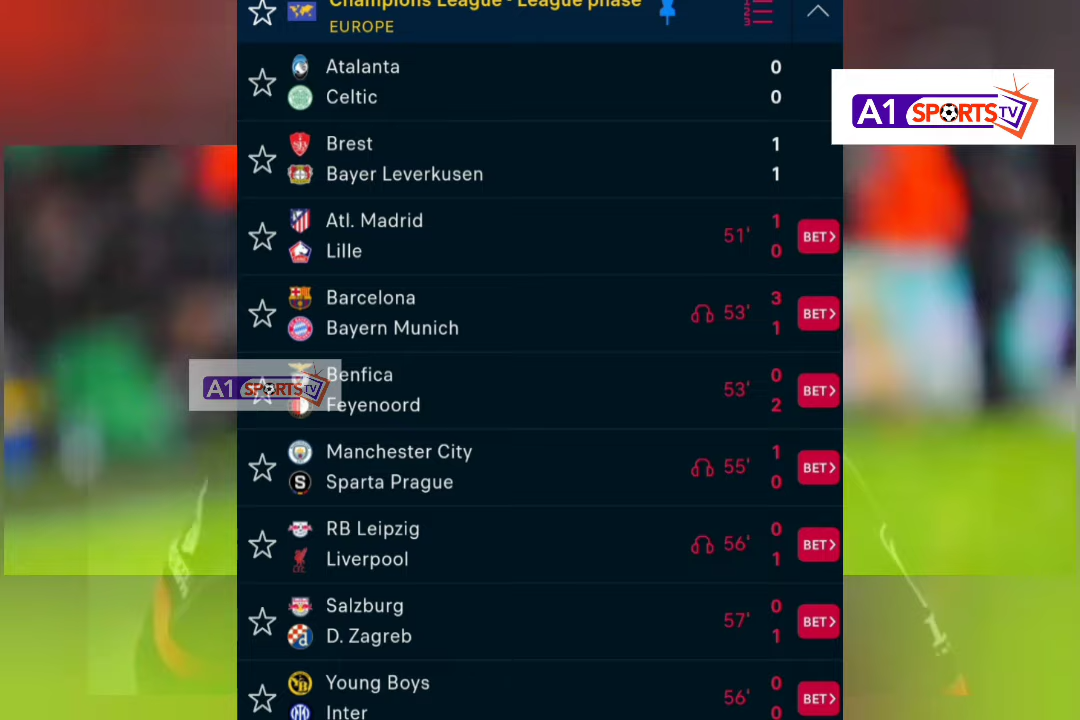 Champions League - League phase
EUROPE
1
2
3
Atalanta 0
Celtic 0
A1 SPORTS TV
Brest 1
Bayer Leverkusen 1
Atl. Madrid 1
51' BET
Lille 0
Barcelona 3
53' BET
Bayern Munich 1
Benfica 0
A1 SPORTS TV
53' BET
Feyenoord 2
Manchester City 1
55' BET
Sparta Prague 0
RB Leipzig 0
56' BET
Liverpool 1
Salzburg 0
57' BET
D. Zagreb 1
Young Boys 0
56' BET
Inter 0